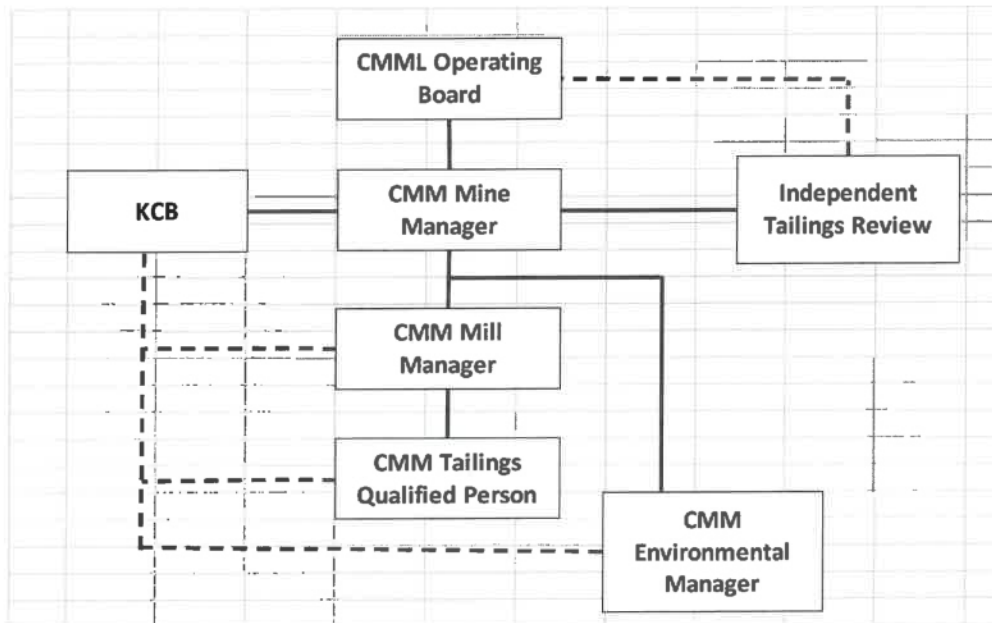 CMML Operating
Board
KCB
CMM Mine
Manager
Independent
Tailings Review
CMM Mill
Manager
CMM Tailings
Qualified Person
CMM
Environmental
Manager